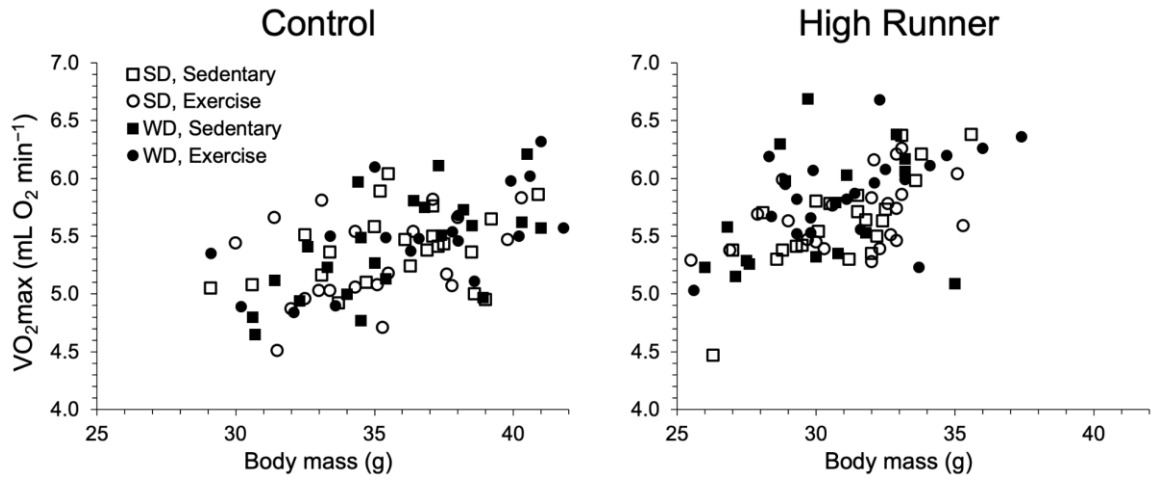 Control
High Runner
VO₂max (mL O₂ min⁻¹)
7.0
6.5
6.0
5.5
5.0
4.5
4.0
SD, Sedentary
SD, Exercise
WD, Sedentary
WD, Exercise
25 30 35 40
Body mass (g)
7.0
6.5
6.0
5.5
5.0
4.5
4.0
25 30 35 40
Body mass (g)